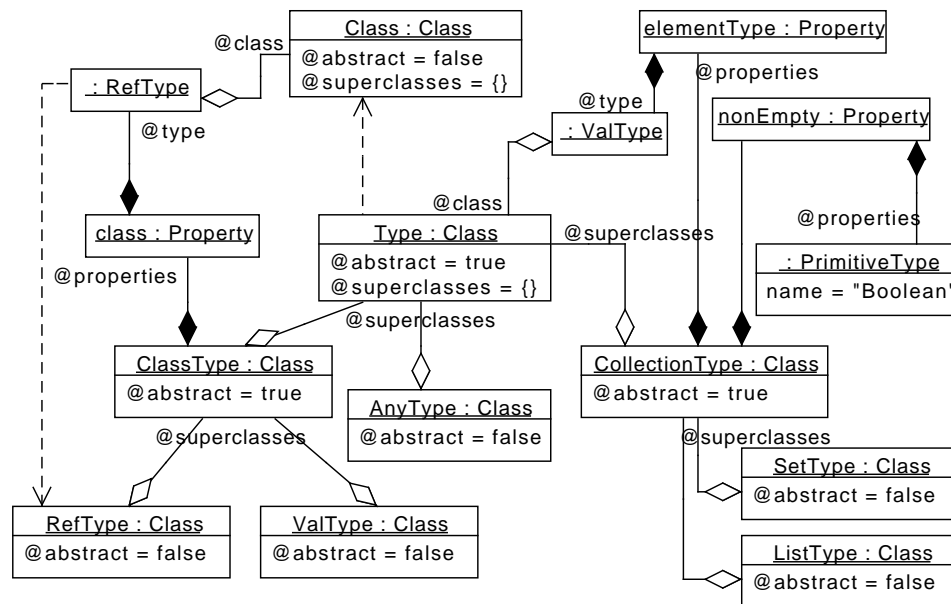 Class : Class
@abstract = false
@superclasses = {}
@class
elementType : Property
@properties
: RefType
@type
@type
: ValType
nonEmpty : Property
@class
class : Property
@properties
Type : Class
@abstract = true
@superclasses = {}
@superclasses
@properties
: PrimitiveType
name = "Boolean"
@superclasses
ClassType : Class
@abstract = true
AnyType : Class
@abstract = false
CollectionType : Class
@abstract = true
@superclasses
@superclasses
SetType : Class
@abstract = false
RefType : Class
@abstract = false
ValType : Class
@abstract = false
ListType : Class
@abstract = false